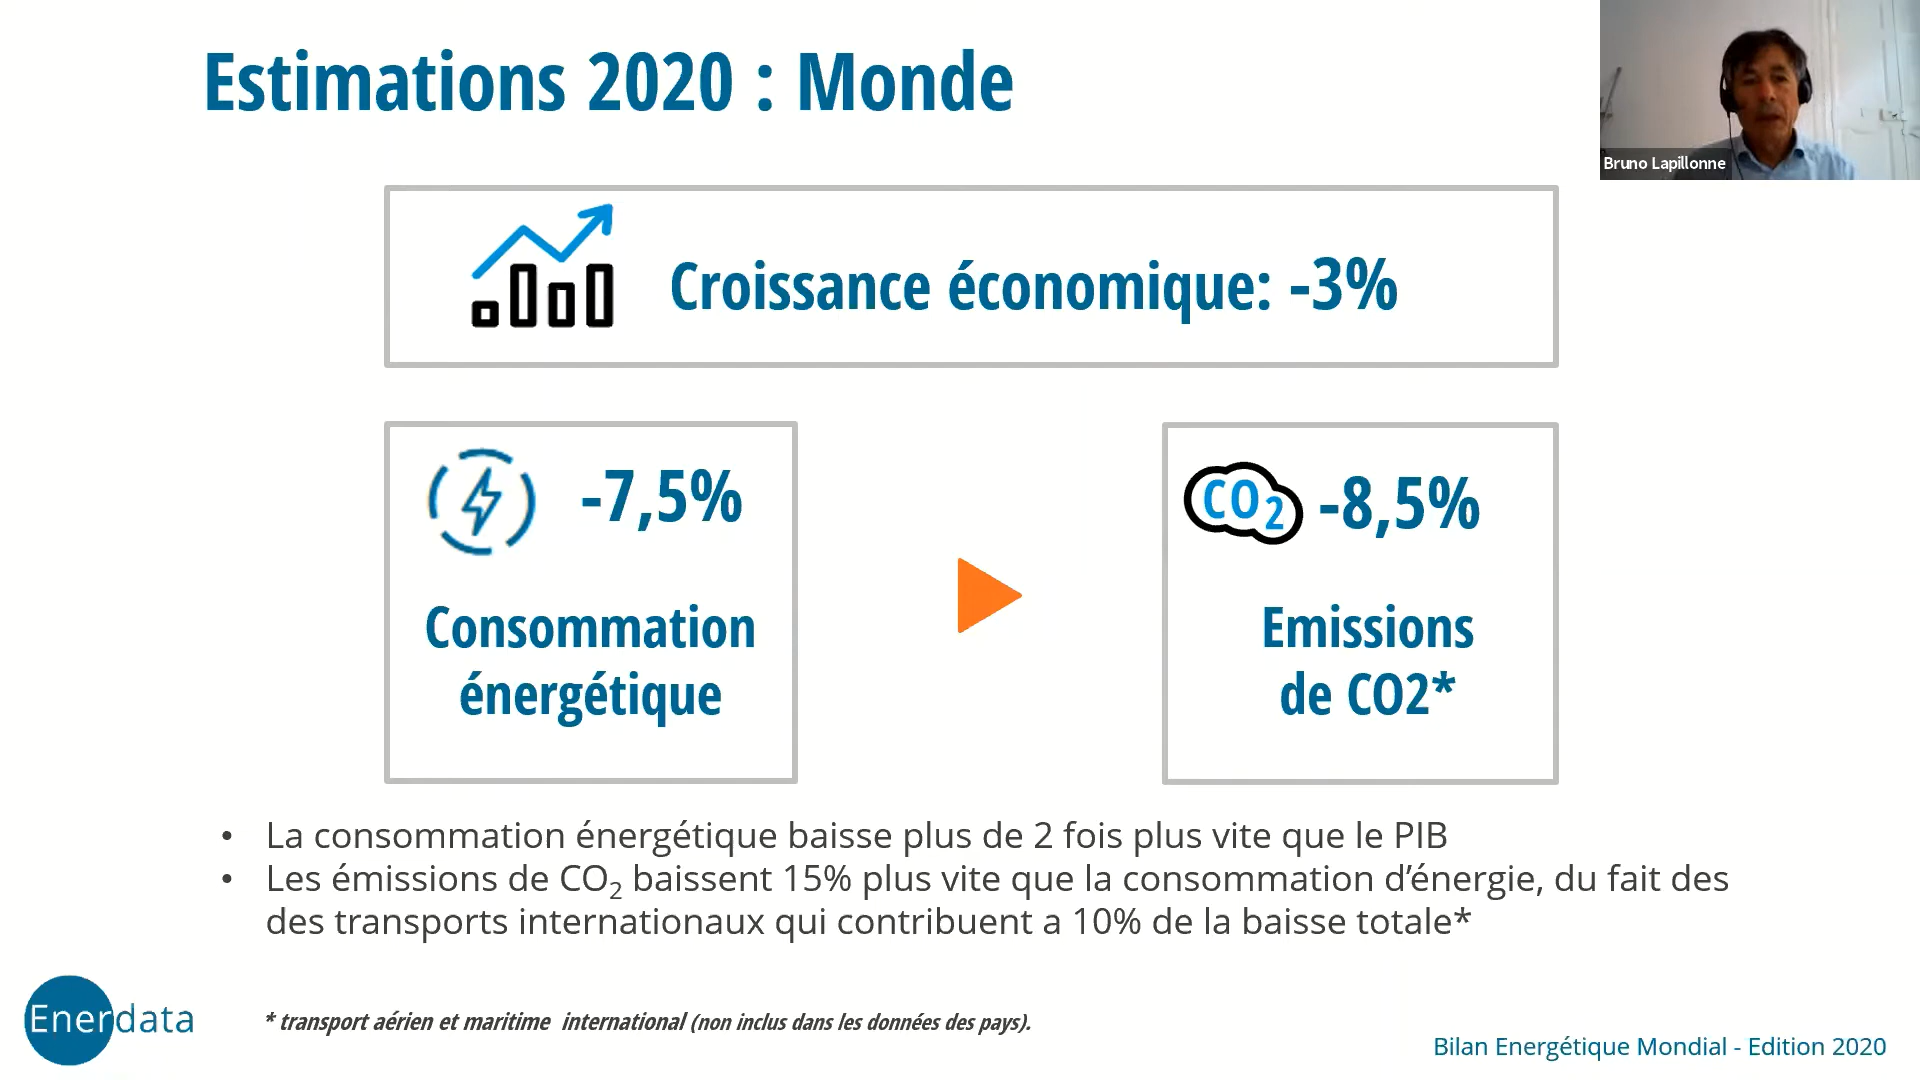 Estimations 2020 : Monde
Bruno Lapillonne
Croissance économique: -3%
-7,5%
Consommation
énergétique
CO2 -8,5%
Emissions
de CO2*
• La consommation énergétique baisse plus de 2 fois plus vite que le PIB
• Les émissions de CO2 baissent 15% plus vite que la consommation d’énergie, du fait des
des transports internationaux qui contribuent a 10% de la baisse totale*
Enerdata
* transport aérien et maritime international (non inclus dans les données des pays).
Bilan Energétique Mondial - Edition 2020